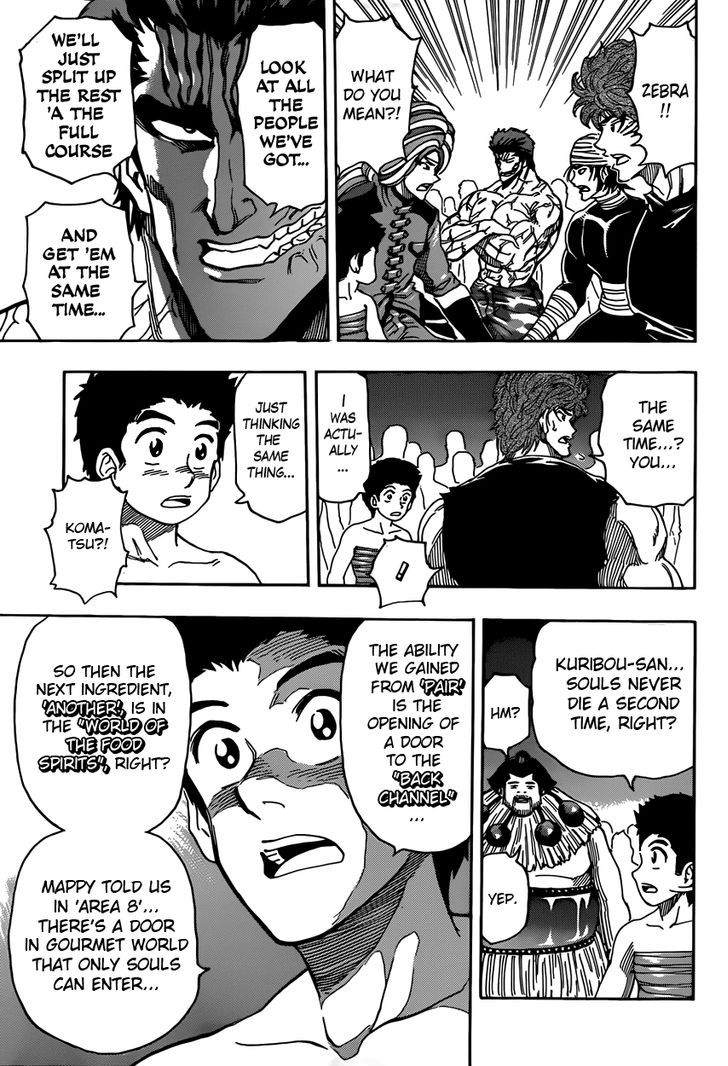 ZEBRA
!!
WHAT
DO YOU
MEAN?!
LOOK
AT ALL
THE
PEOPLE
WE'VE
GOT...
WE'LL
JUST
SPLIT UP
THE REST
'A THE
FULL
COURSE
AND
GET 'EM
AT THE
SAME
TIME...
THE
SAME
TIME...?
YOU...
I
WAS
ACTU-
ALLY
...
!
JUST
THINKING
THE
SAME
THING...
KOMA-
TSU?!
KURIBOU-SAN...
SOULS NEVER
DIE A SECOND
TIME, RIGHT?
HM?
YEP.
THE ABILITY
WE GAINED
FROM 'PAIR'
IS THE
OPENING OF
A DOOR
TO THE
"BACK
CHANNEL"
...
SO THEN THE
NEXT INGREDIENT,
'ANOTHER', IS IN
THE "WORLD OF
THE FOOD
SPIRITS", RIGHT?
MAPPY TOLD US
IN 'AREA 8'...
THERE'S A DOOR
IN GOURMET WORLD
THAT ONLY SOULS
CAN ENTER...